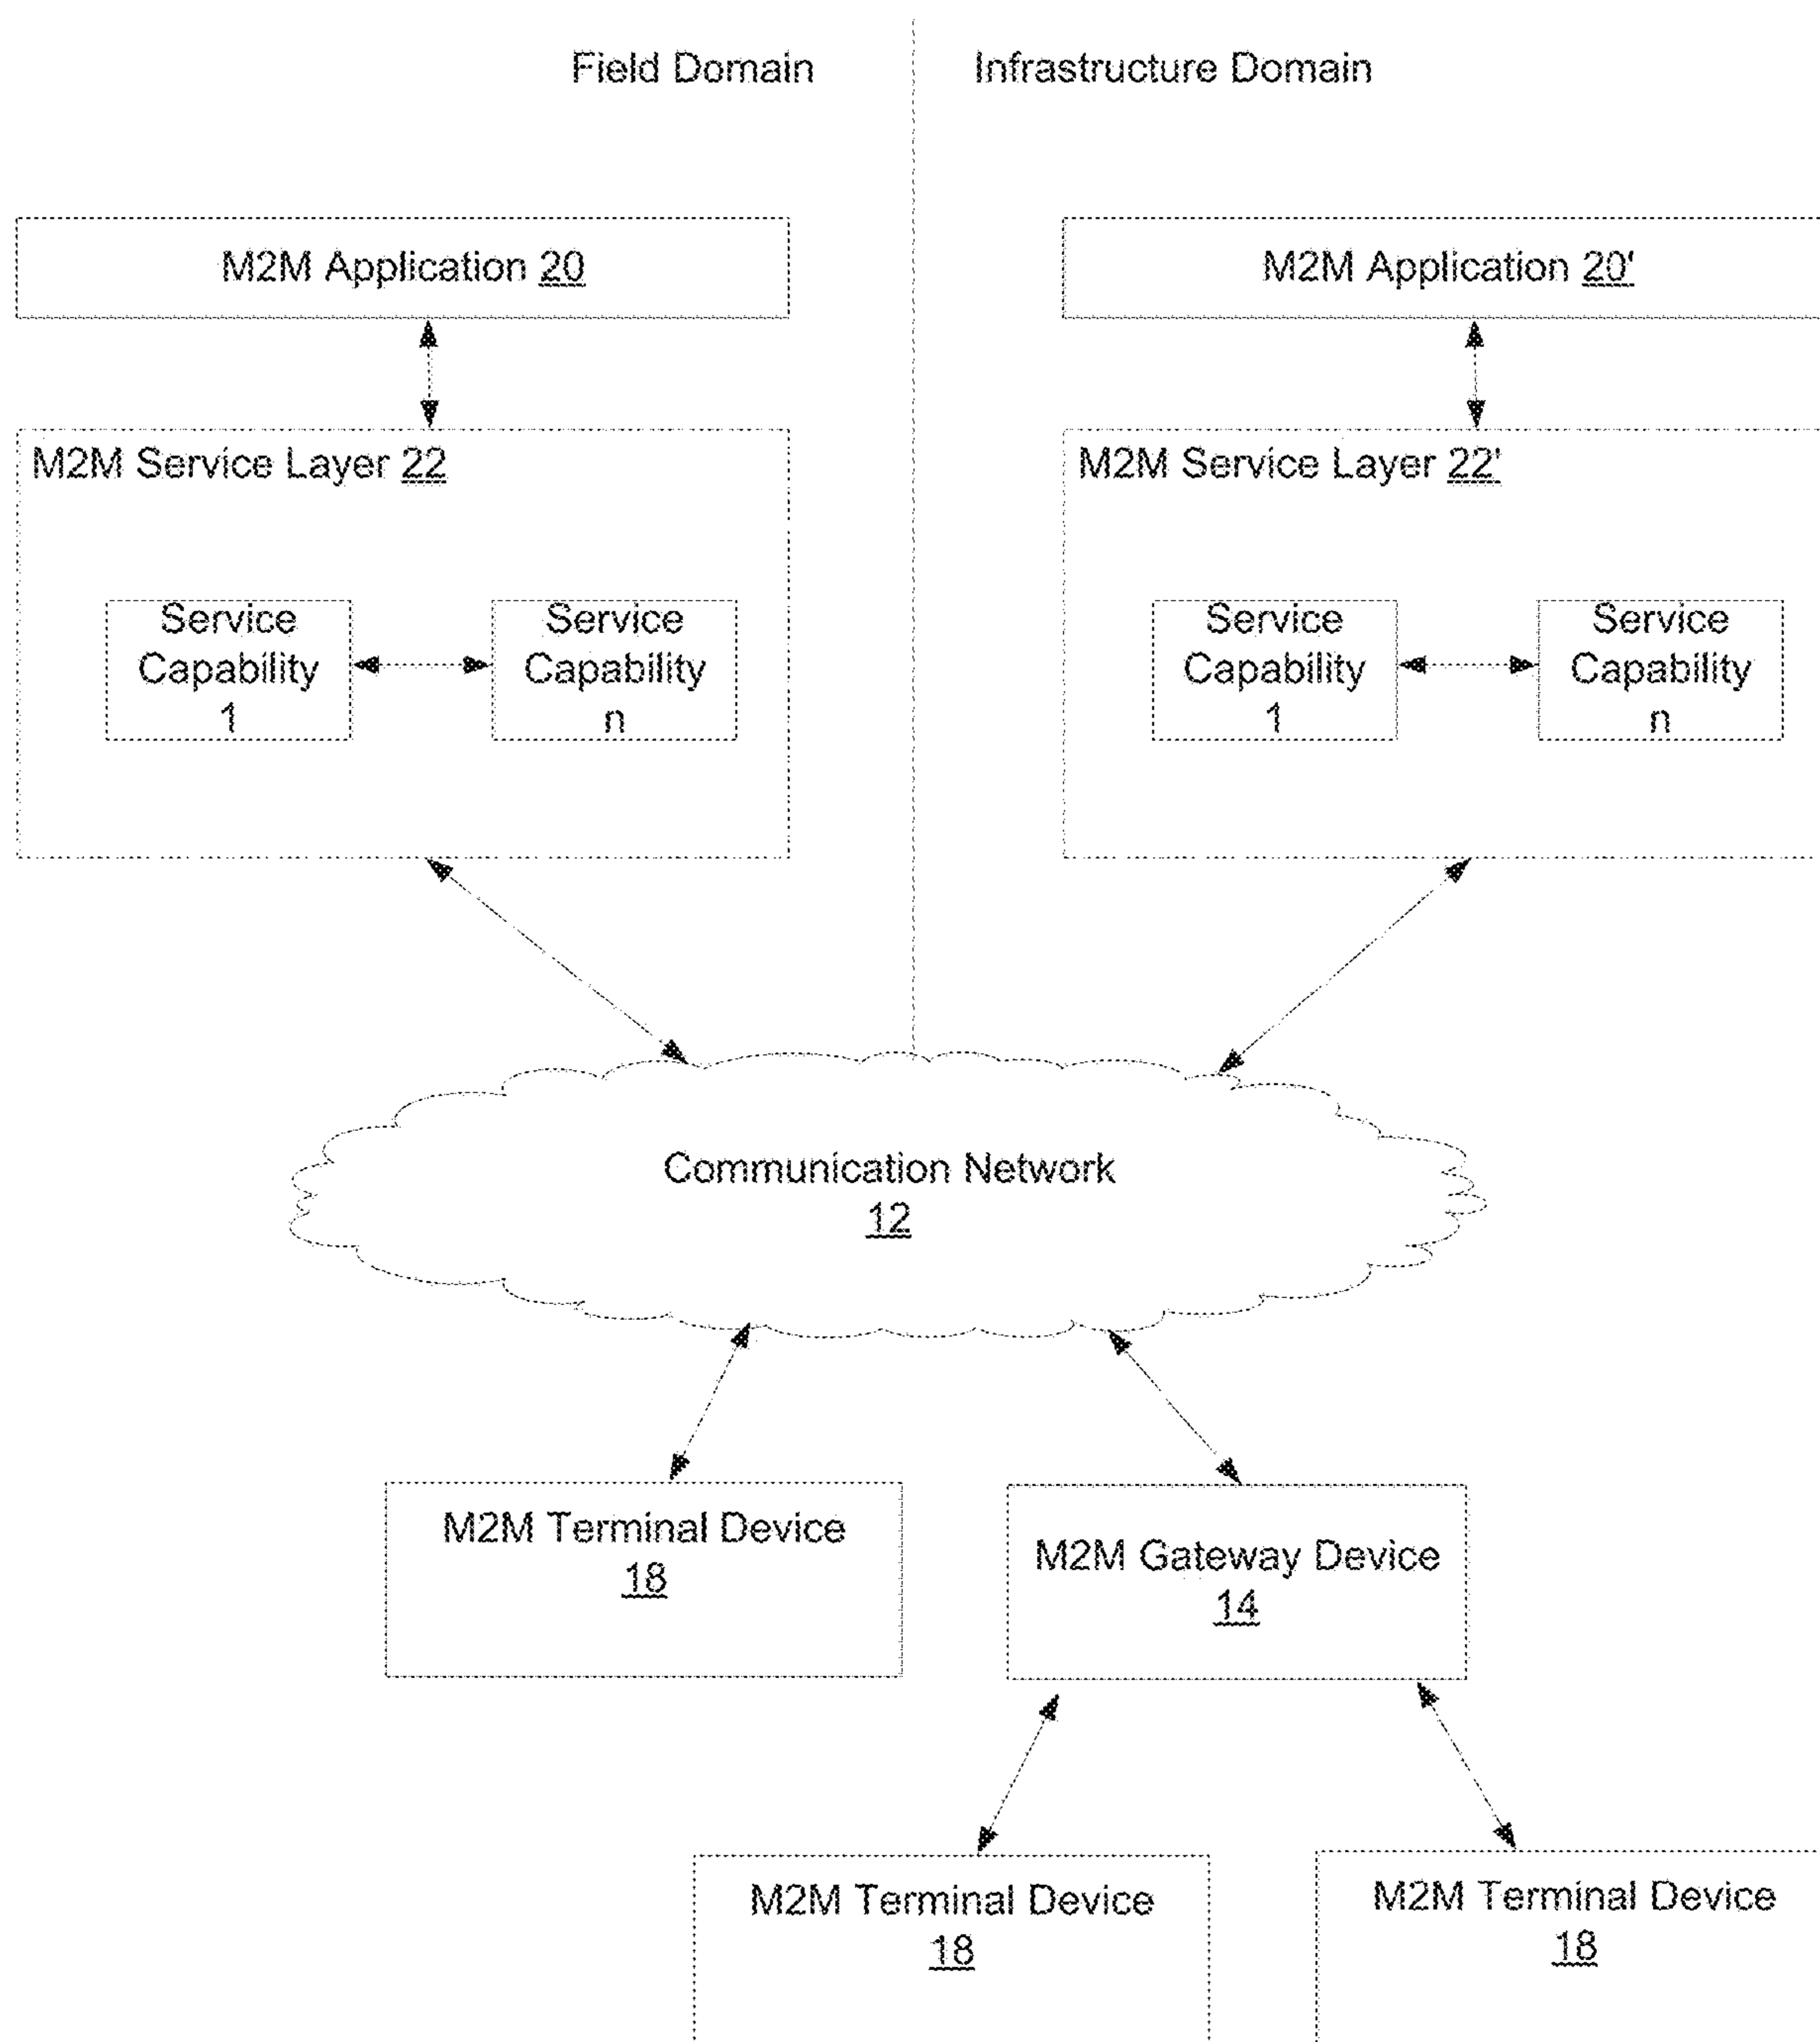 Field Domain
Infrastructure Domain
M2M Application 20
M2M Application 20'
M2M Service Layer 22
M2M Service Layer 22'
Service
Capability
1
Service
Capability
n
Service
Capability
1
Service
Capability
n
Communication Network
12
M2M Terminal Device
18
M2M Gateway Device
14
M2M Terminal Device
18
M2M Terminal Device
18